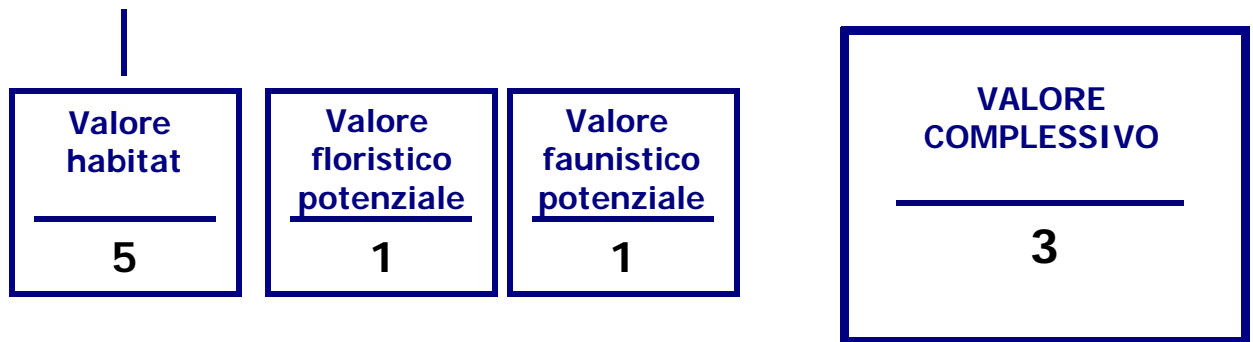 Valore
habitat
5
Valore
floristico
potenziale
1
Valore
faunistico
potenziale
1
VALORE
COMPLESSIVO
3